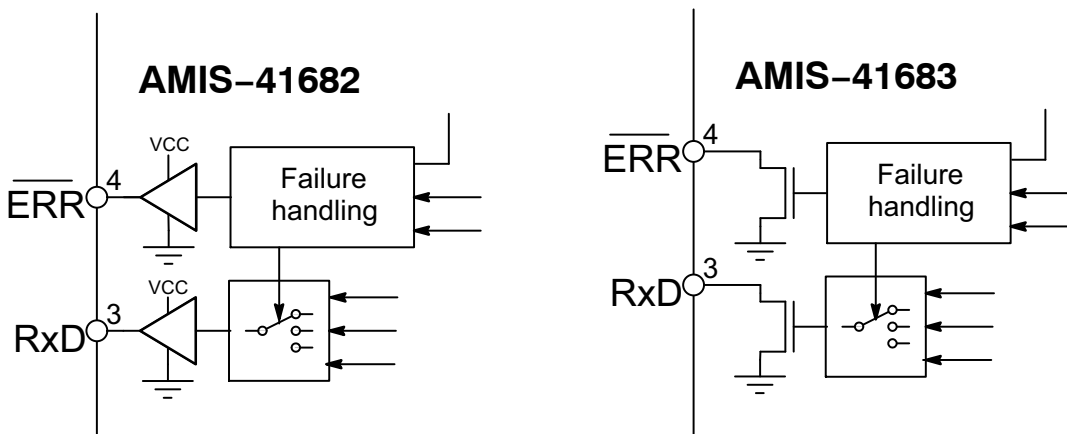 AMIS–41682
VCC
4
ERR
Failure
handling
VCC
3
RxD
AMIS–41683
4
ERR
Failure
handling
3
RxD